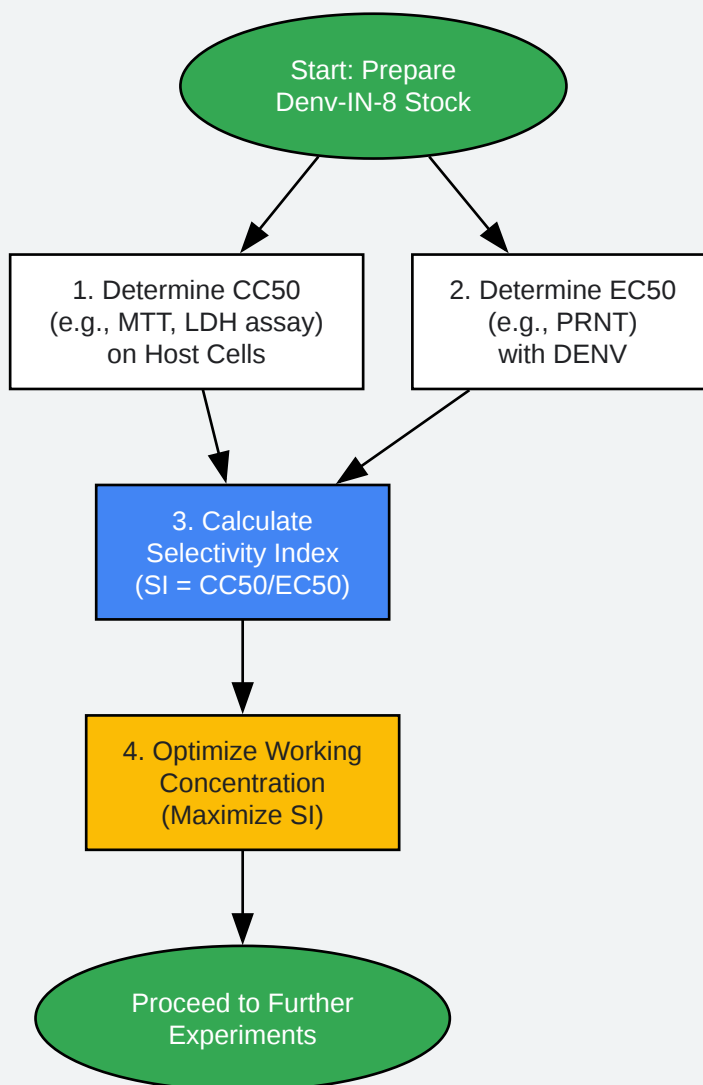 Start: Prepare
Denv-IN-8 Stock
1. Determine CC50
(e.g., MTT, LDH assay)
on Host Cells
2. Determine EC50
(e.g., PRNT)
with DENV
3. Calculate
Selectivity Index
(SI = CC50/EC50)
4. Optimize Working
Concentration
(Maximize SI)
Proceed to Further
Experiments